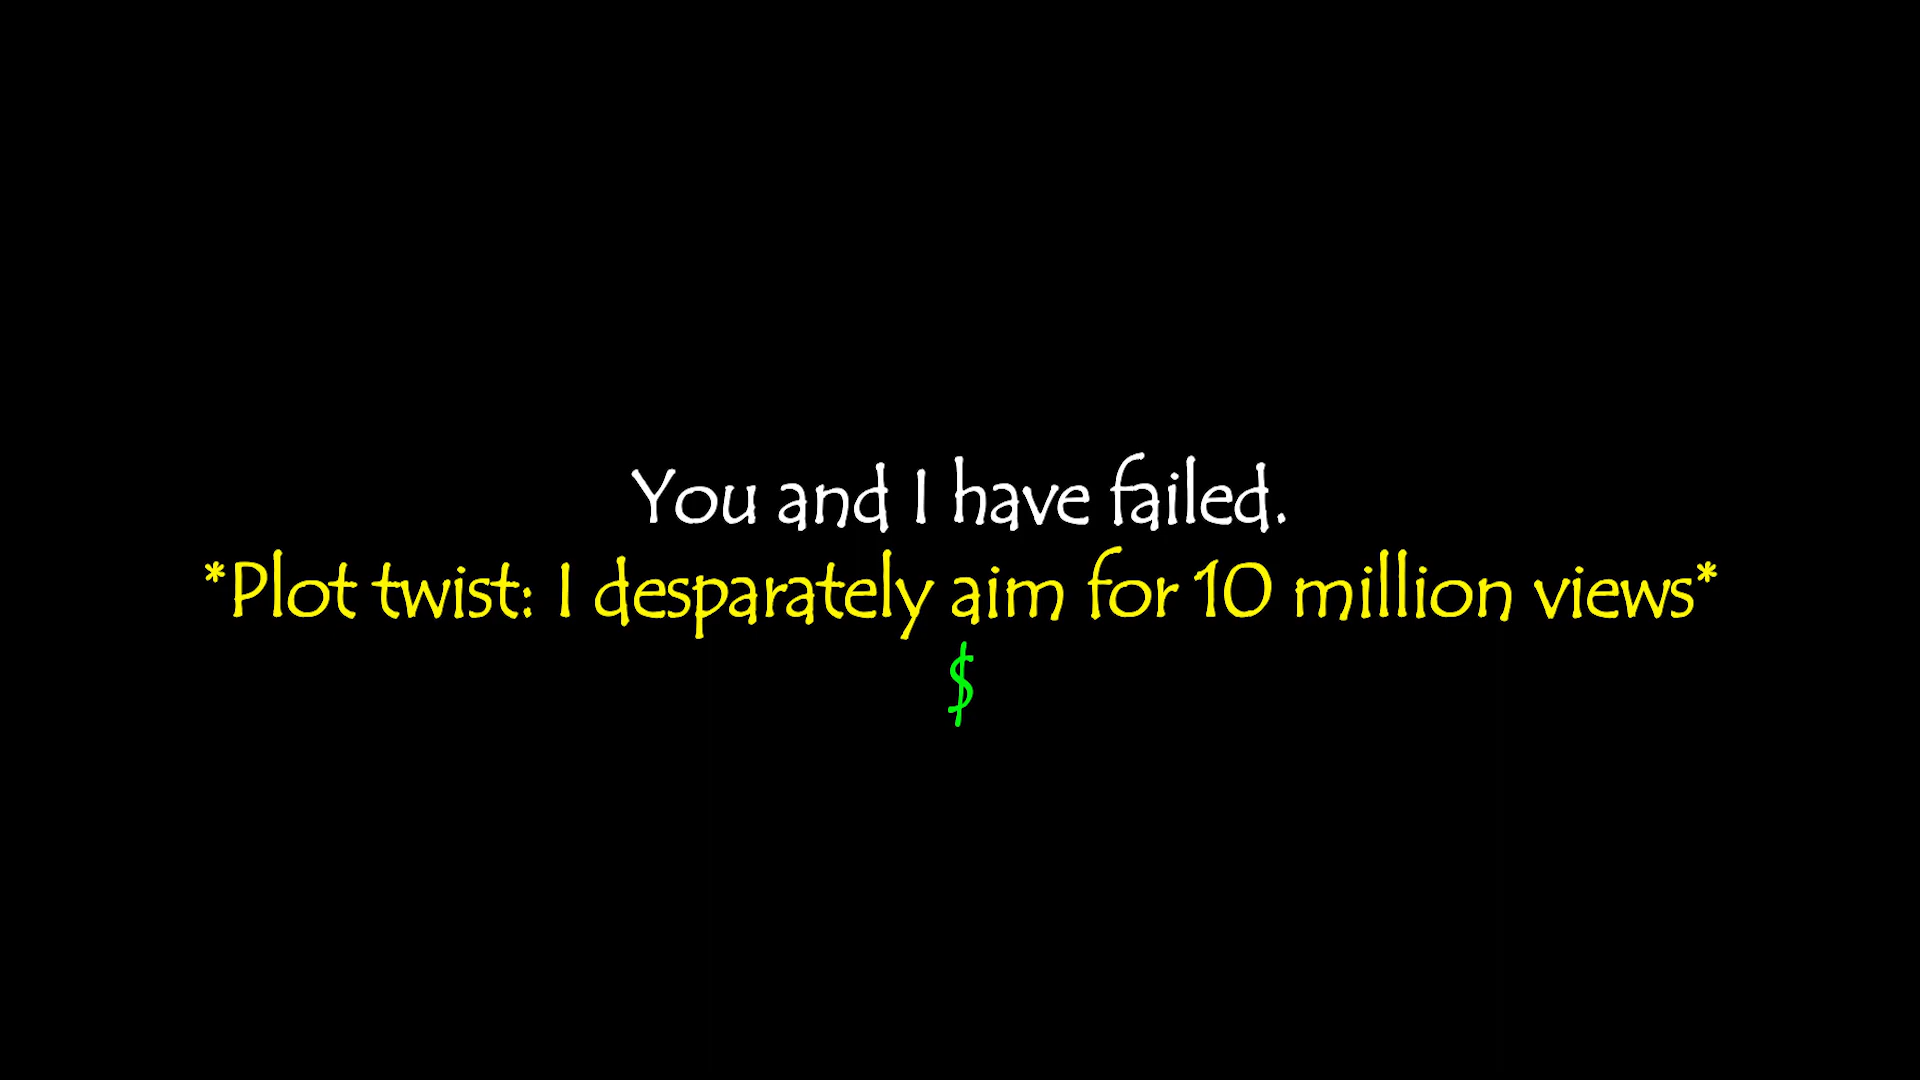 You and I have failed.
*Plot twist: I desparately aim for 10 million views*
$